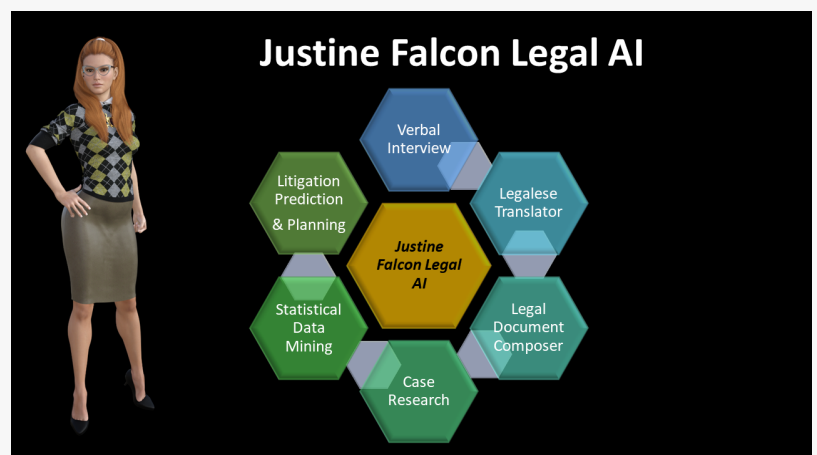 Justine Falcon Legal AI
Verbal
Interview
Legalese
Translator
Legal
Document
Composer
Case
Research
Statistical
Data
Mining
Litigation
Prediction
& Planning
Justine
Falcon Legal
AI